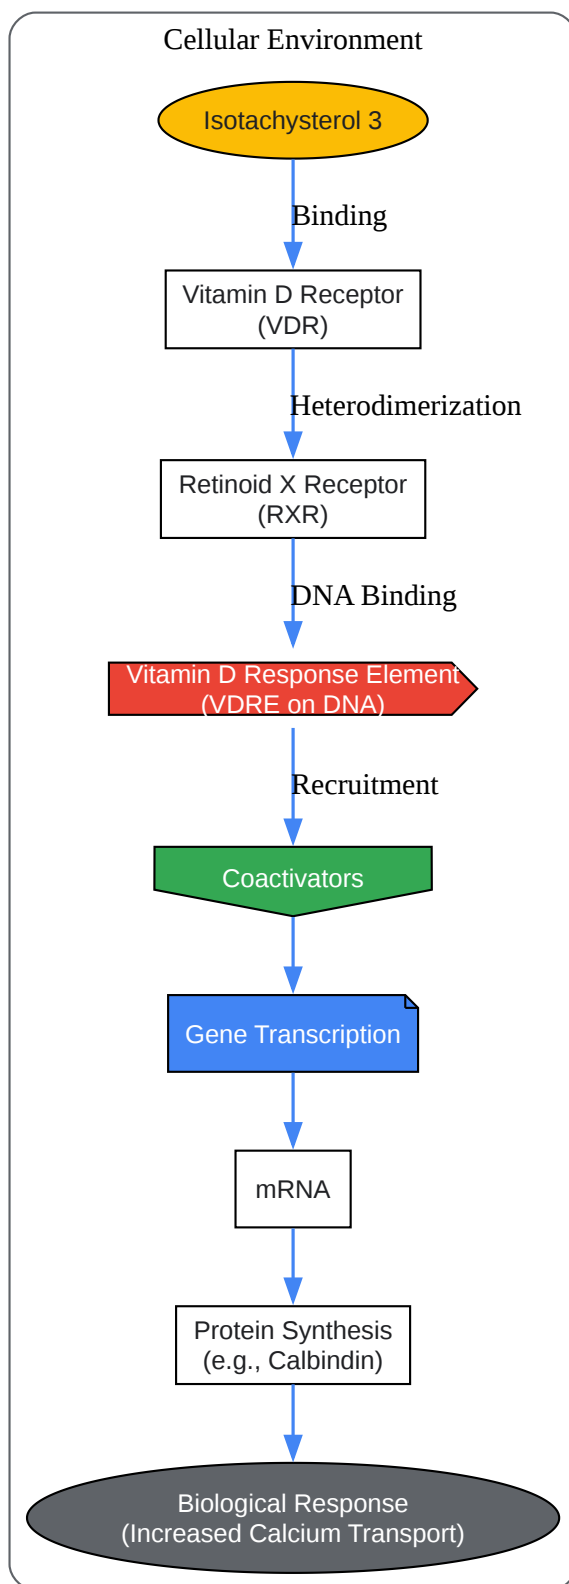 Cellular Environment
Isotachysterol 3
Binding
Vitamin D Receptor
(VDR)
Heterodimerization
Retinoid X Receptor
(RXR)
DNA Binding
Vitamin D Response Element
(VDRE on DNA)
Recruitment
Coactivators
Gene Transcription
mRNA
Protein Synthesis
(e.g., Calbindin)
Biological Response
(Increased Calcium Transport)